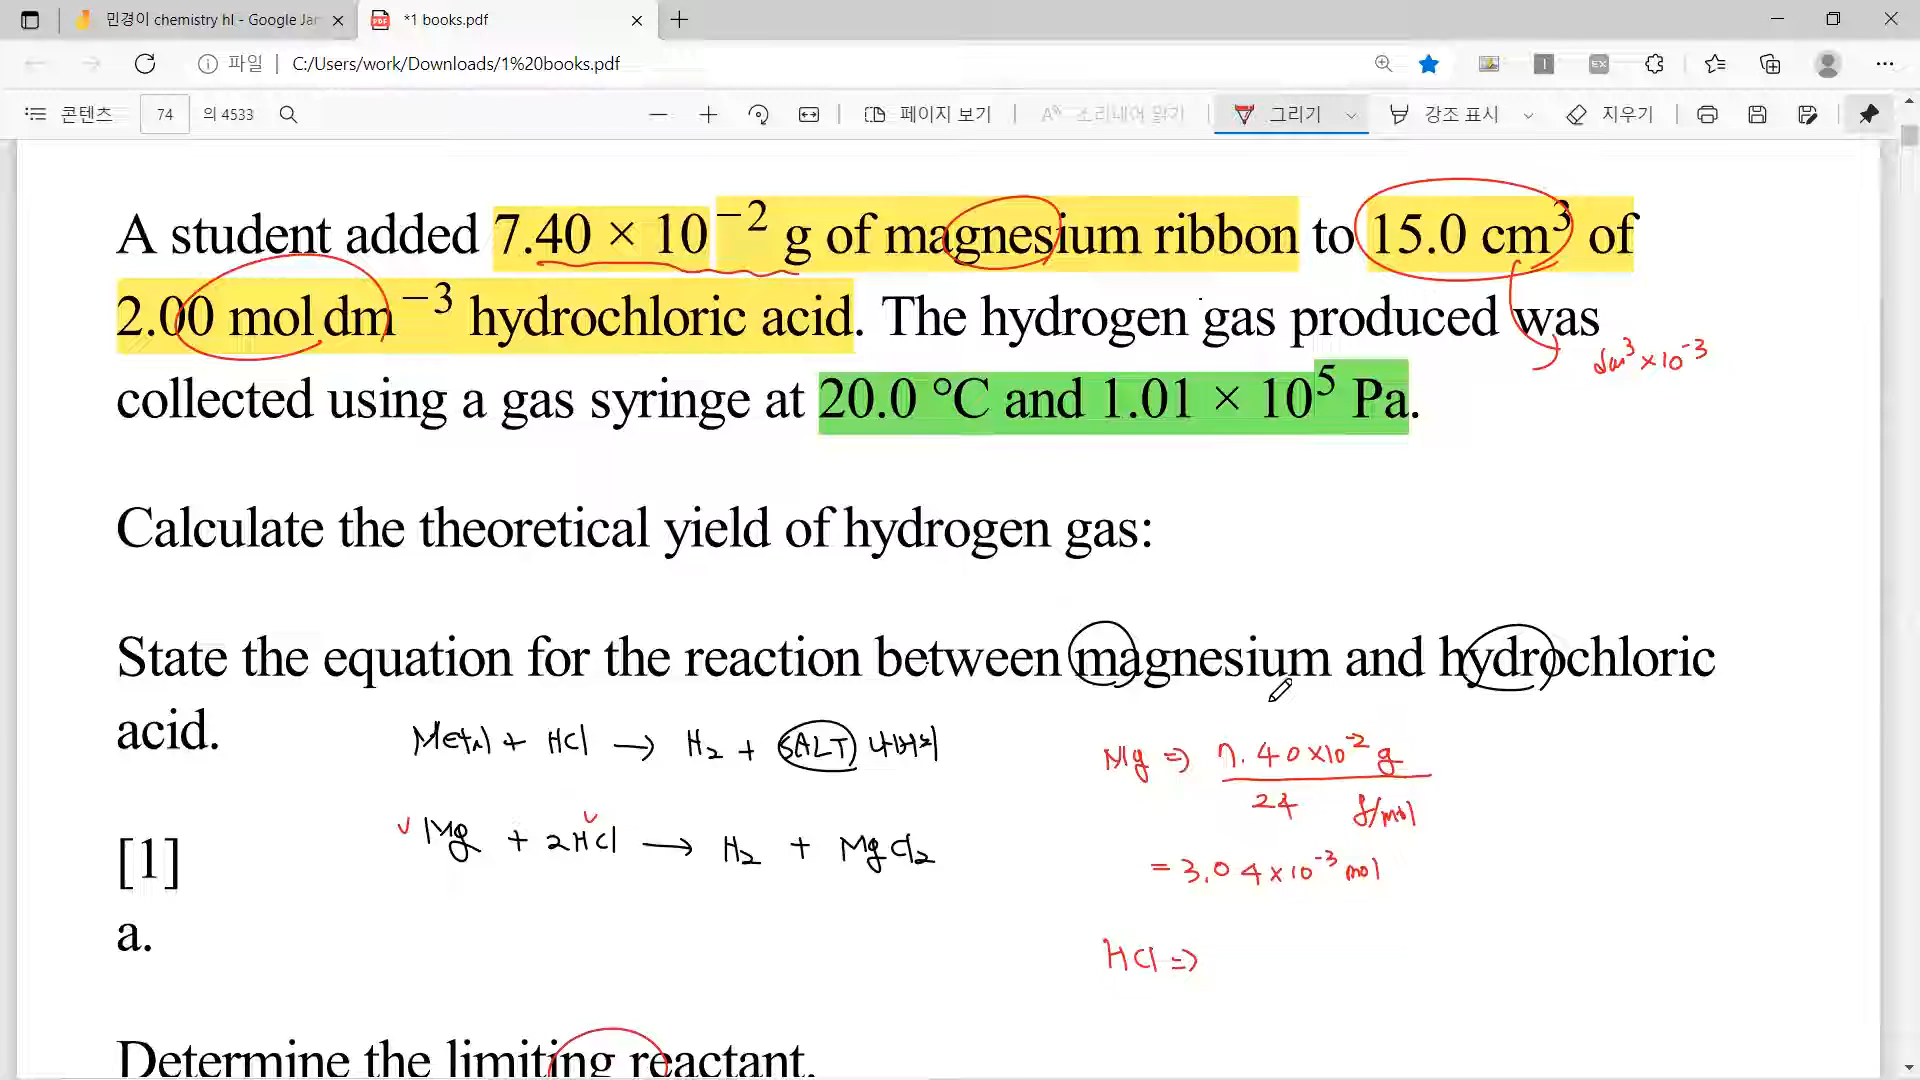 민경이 chemistry hl - Google Jar
*1 books.pdf
파일 C:/Users/work/Downloads/1%20books.pdf
콘텐츠 74 의 4533 페이지 보기 소리내어 읽기 그리기 강조 표시 지우기
A student added 7.40 × 10⁻² g of magnesium ribbon to 15.0 cm³ of
2.00 mol dm⁻³ hydrochloric acid. The hydrogen gas produced was
dm³ × 10⁻³
collected using a gas syringe at 20.0 °C and 1.01 × 10⁵ Pa.
Calculate the theoretical yield of hydrogen gas:
State the equation for the reaction between magnesium and hydrochloric
acid.
Metal + HCl → H₂ + SALT
Mg ⇒ 7.40×10⁻² g
24 g/mol
Mg + 2HCl → H₂ + MgCl₂
= 3.04×10⁻³ mol
[1]
a.
HCl ⇒
Determine the limiting reactant.